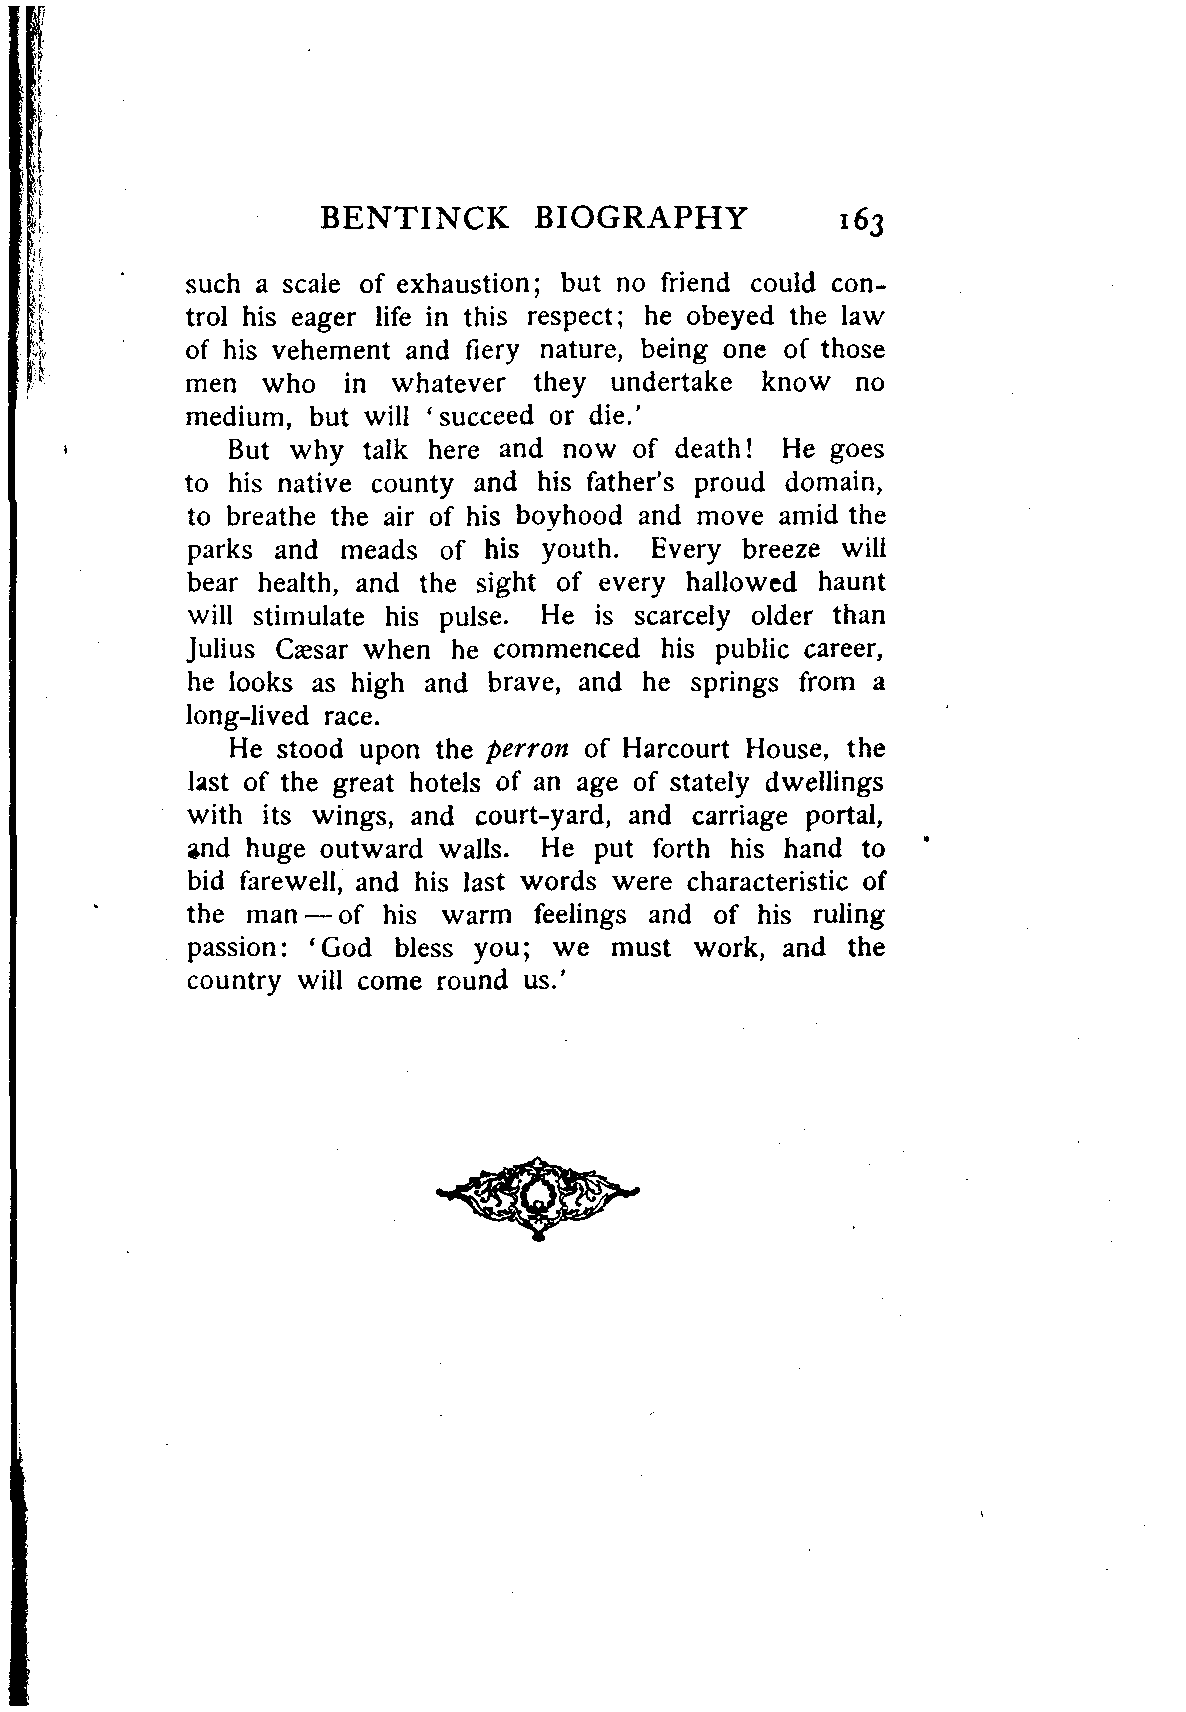 BENTINCK BIOGRAPHY 163
such a scale of exhaustion; but no friend could con-
trol his eager life in this respect; he obeyed the law
of his vehement and fiery nature, being one of those
men who in whatever they undertake know no
medium, but will ‘succeed or die.’
But why talk here and now of death! He goes
to his native county and his father's proud domain,
to breathe the air of his boyhood and move amid the
parks and meads of his youth. Every breeze will
bear health, and the sight of every hallowed haunt
will stimulate his pulse. He is scarcely older than
Julius Cæsar when he commenced his public career,
he looks as high and brave, and he springs from a
long-lived race.
He stood upon the perron of Harcourt House, the
last of the great hotels of an age of stately dwellings
with its wings, and court-yard, and carriage portal,
and huge outward walls. He put forth his hand to
bid farewell, and his last words were characteristic of
the man—of his warm feelings and of his ruling
passion: ‘God bless you; we must work, and the
country will come round us.’